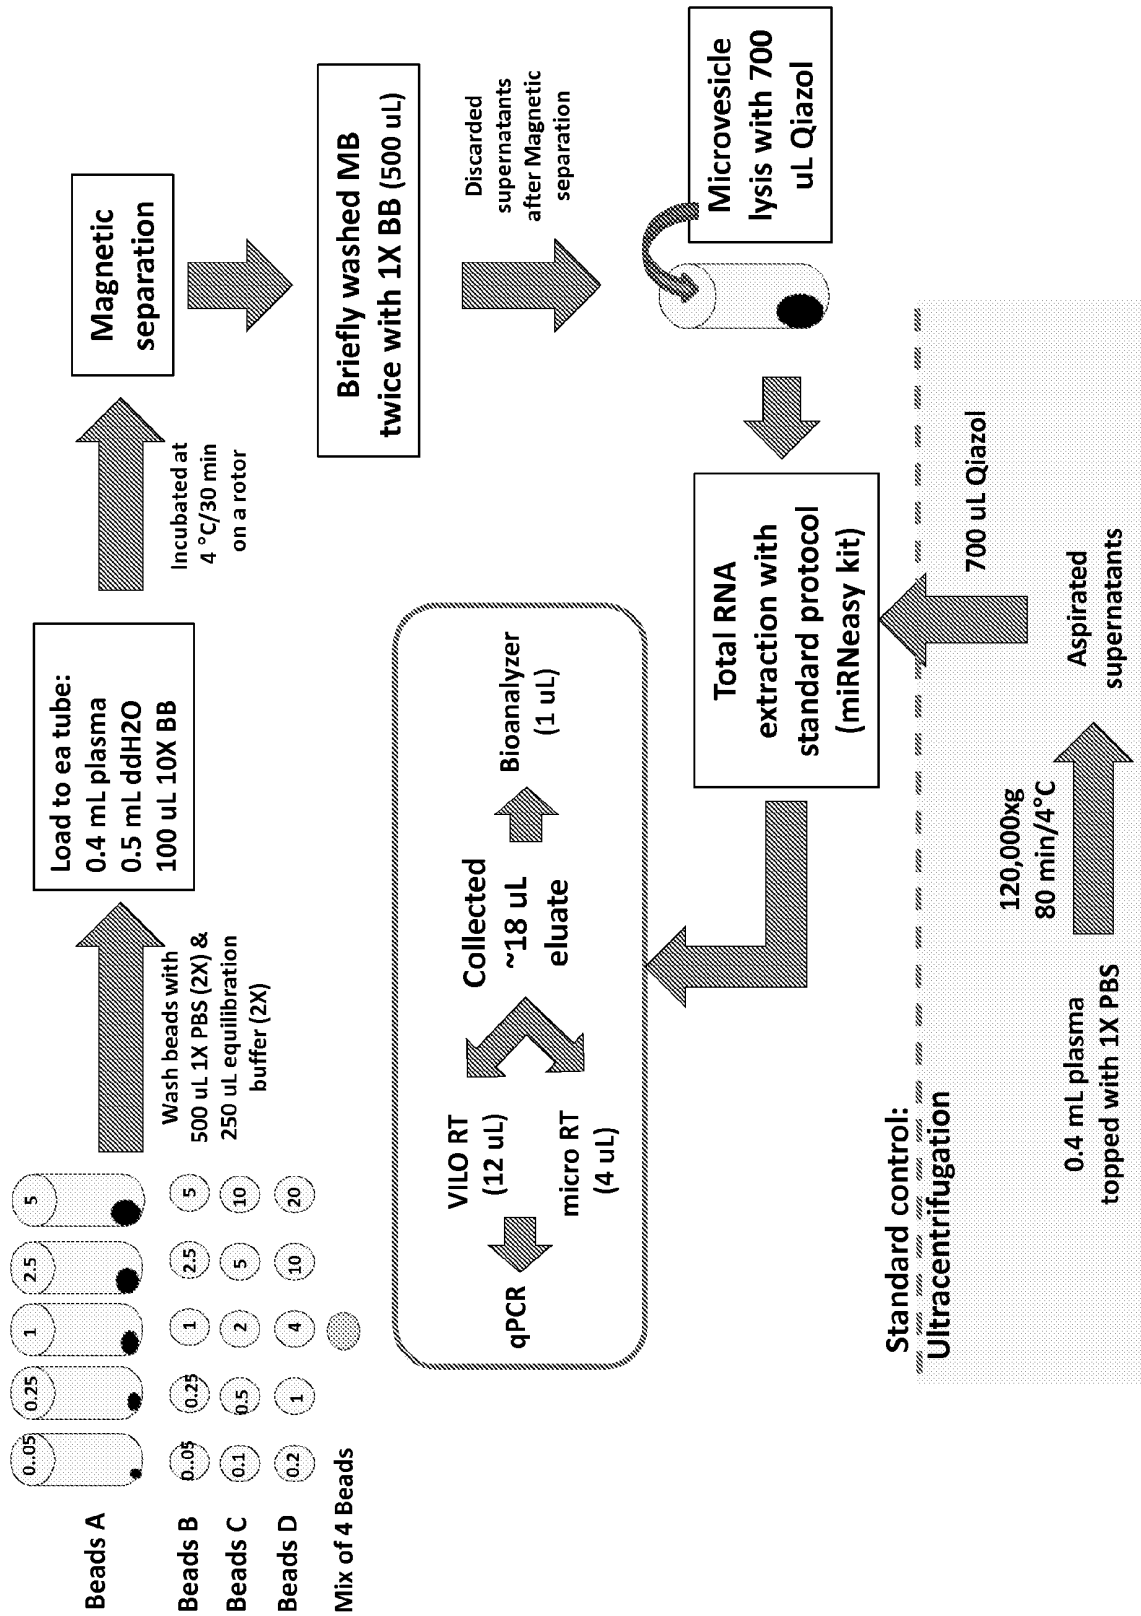 Beads A
0..05
0.25
1
2.5
5
Beads B
0..05
0.25
1
2.5
5
Beads C
0.1
0.5
2
5
10
Beads D
0.2
1
4
10
20
Mix of 4 Beads
Wash beads with
500 uL 1X PBS (2X) &
250 uL equilibration
buffer (2X)
Load to ea tube:
0.4 mL plasma
0.5 mL ddH2O
100 uL 10X BB
Incubated at
4 °C/30 min
on a rotor
Magnetic
separation
Briefly washed MB
twice with 1X BB (500 uL)
Discarded
supernatants
after Magnetic
separation
Microvesicle
lysis with 700
uL Qiazol
Total RNA
extraction with
standard protocol
(miRNeasy kit)
Collected
~18 uL
eluate
Bioanalyzer
(1 uL)
VILO RT
(12 uL)
micro RT
(4 uL)
qPCR
Standard control:
Ultracentrifugation
0.4 mL plasma
topped with 1X PBS
120,000xg
80 min/4°C
Aspirated
supernatants
700 uL Qiazol